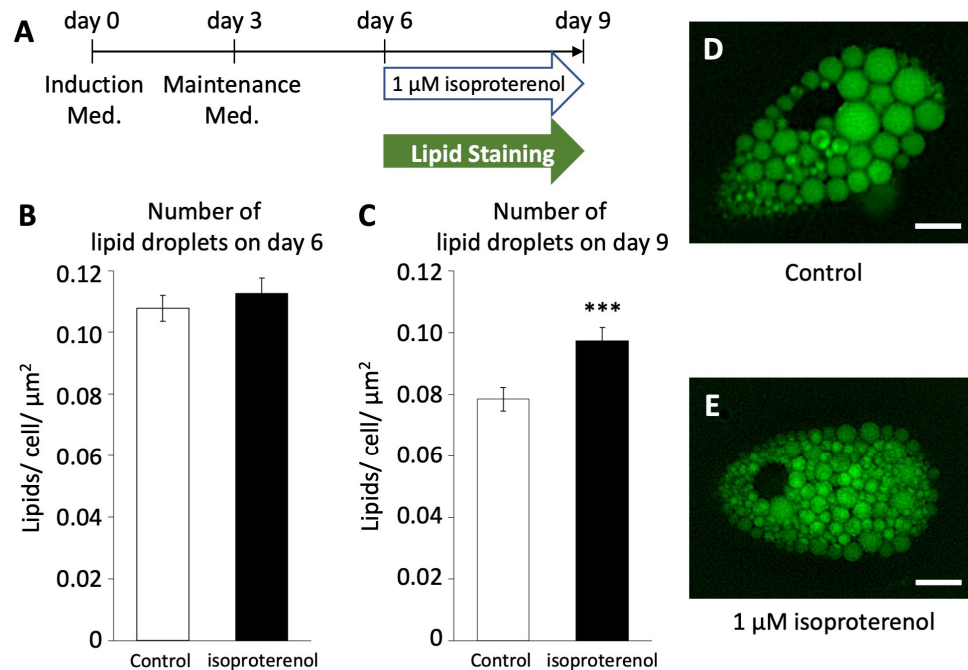 A
day 0
day 3
day 6
day 9
Induction
Med.
Maintenance
Med.
1 μM isoproterenol
Lipid Staining
B
Number of
lipid droplets on day 6
Lipids/ cell/ μm²
0.12
0.10
0.08
0.06
0.04
0.02
0
Control
isoproterenol
C
Number of
lipid droplets on day 9
Lipids/ cell/ μm²
0.12
0.10
0.08
0.06
0.04
0.02
0
***
Control
isoproterenol
D
Control
E
1 μM isoproterenol